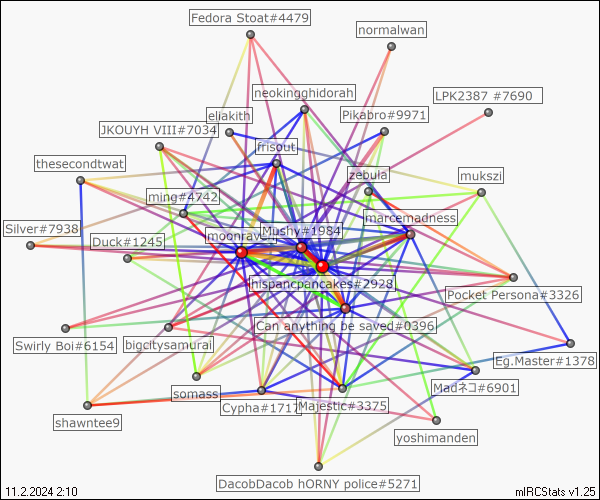 Fedora Stoat#4479
normalwan
neokingghidorah
LPK2387 #7690
eliakith
Pikabro#9971
JKOUYH VIII#7034
frisout
thesecondtwat
zebula
mukszi
ming#4742
marcemadness
Silver#7938
Duck#1245
moonraven
Mushy#1984
hispancpancakes#2928
Pocket Persona#3326
Can anything be saved#0396
Swirly Boi#6154
bigcitysamurai
Eg.Master#1378
somass
Cypha#1717
Majestic#3375
Madネコ#6901
shawntee9
yoshimanden
DacobDacob hORNY police#5271
11.2.2024 2:10
mIRCStats v1.25